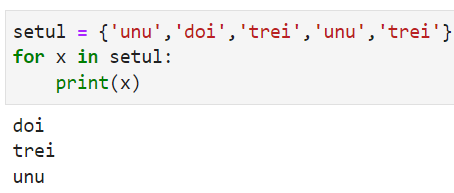 setul = {'unu','doi','trei','unu','trei'}
for x in setul:
    print(x)
doi
trei
unu